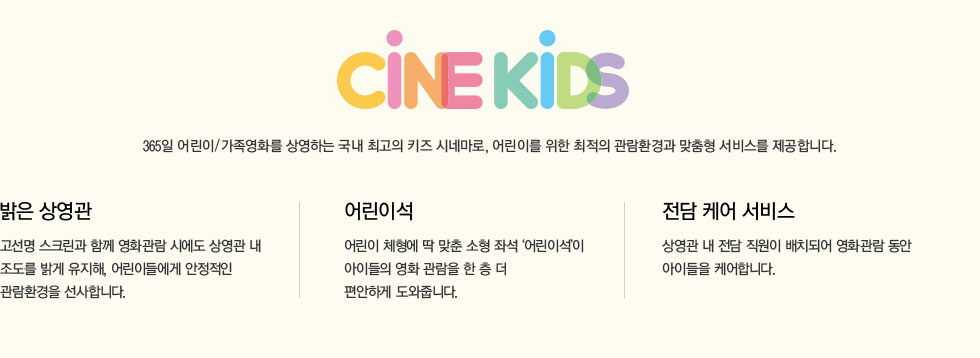 CiNE KiDS
365일 어린이/가족영화를 상영하는 국내 최고의 키즈 시네마로, 어린이를 위한 최적의 관람환경과 맞춤형 서비스를 제공합니다.
밝은 상영관
고선명 스크린과 함께 영화관람 시에도 상영관 내
조도를 밝게 유지해, 어린이들에게 안정적인
관람환경을 선사합니다.
어린이석
어린이 체형에 딱 맞춘 소형 좌석 ‘어린이석’이
아이들의 영화 관람을 한 층 더
편안하게 도와줍니다.
전담 케어 서비스
상영관 내 전담 직원이 배치되어 영화관람 동안
아이들을 케어합니다.